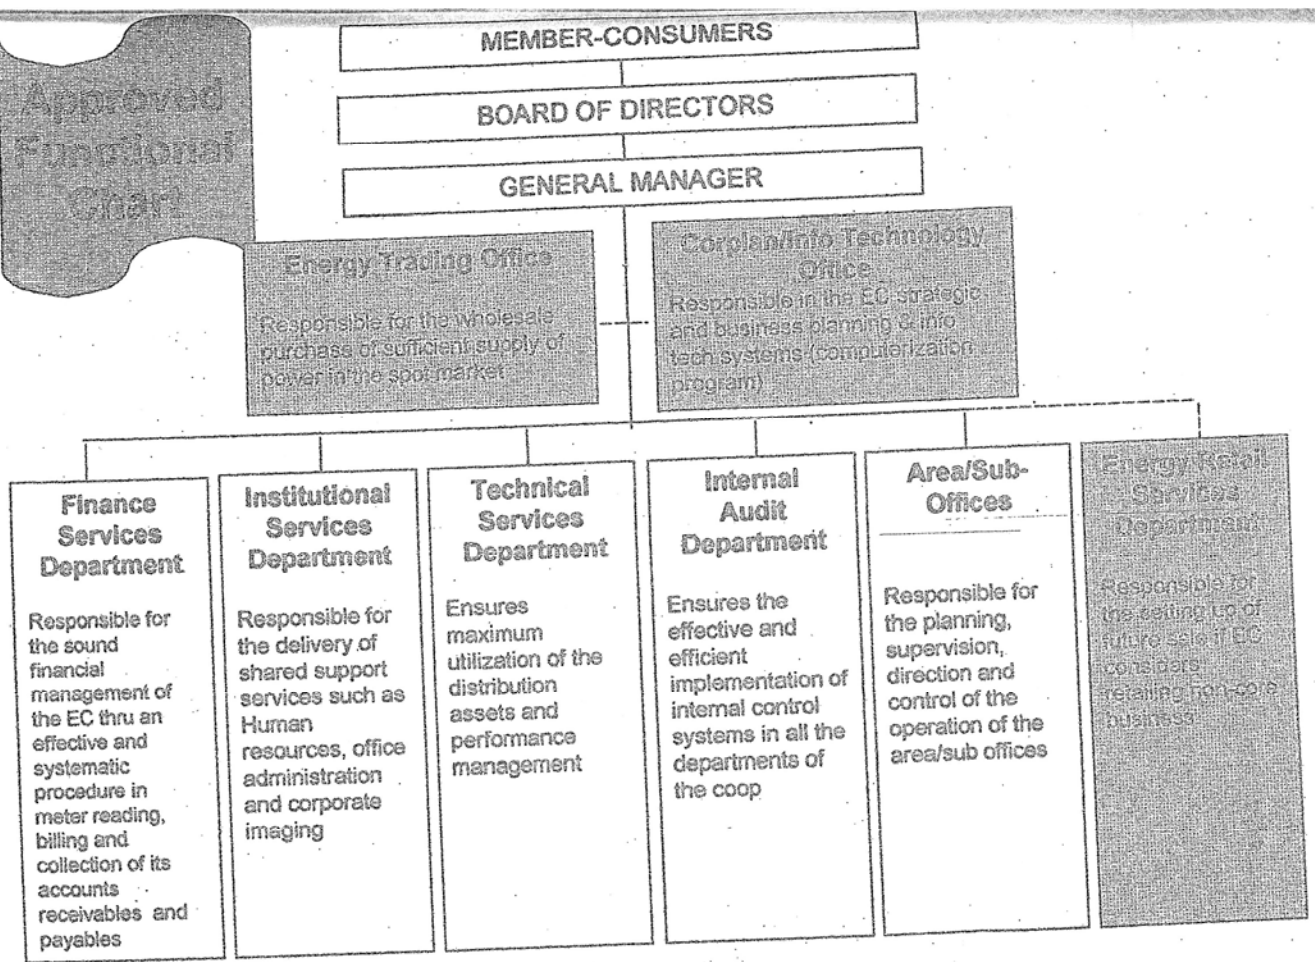 Approved
Functional
Chart
MEMBER-CONSUMERS
BOARD OF DIRECTORS
GENERAL MANAGER
Energy Trading Office
Responsible for the wholesale
purchase of sufficient supply of
power in the spot market
Corplan/Info Technology
Office
Responsible in the EC strategic
and business planning & info
tech systems (computerization
program)
Finance
Services
Department
Responsible for
the sound
financial
management of
the EC thru an
effective and
systematic
procedure in
meter reading,
billing and
collection of its
accounts
receivables and
payables
Institutional
Services
Department
Responsible for
the delivery of
shared support
services such as
Human
resources, office
administration
and corporate
imaging
Technical
Services
Department
Ensures
maximum
utilization of the
distribution
assets and
performance
management
Internal
Audit
Department
Ensures the
effective and
efficient
implementation of
internal control
systems in all the
departments of
the coop
Area/Sub-
Offices
Responsible for
the planning,
supervision,
direction and
control of the
operation of the
area/sub offices
Energy Retail
Services
Department
Responsible for
the setting up of
future if EC
considers
retailing non-core
business